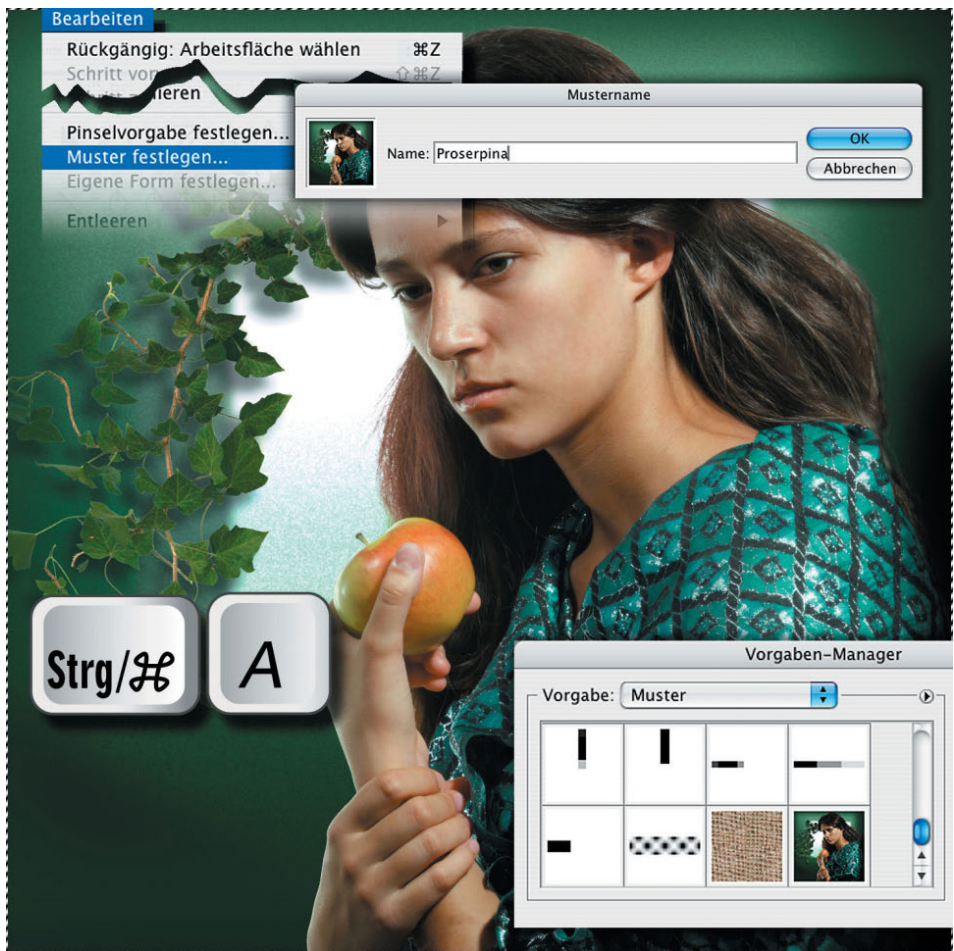 Bearbeiten
Rückgängig: Arbeitsfläche wählen ⌘Z
Schritt vor ⇧⌘Z
ieren
Pinselvorgabe festlegen...
Muster festlegen...
Eigene Form festlegen...
Entleeren
Mustername
Name: Proserpina
OK
Abbrechen
Strg/⌘ A
Vorgaben-Manager
Vorgabe: Muster